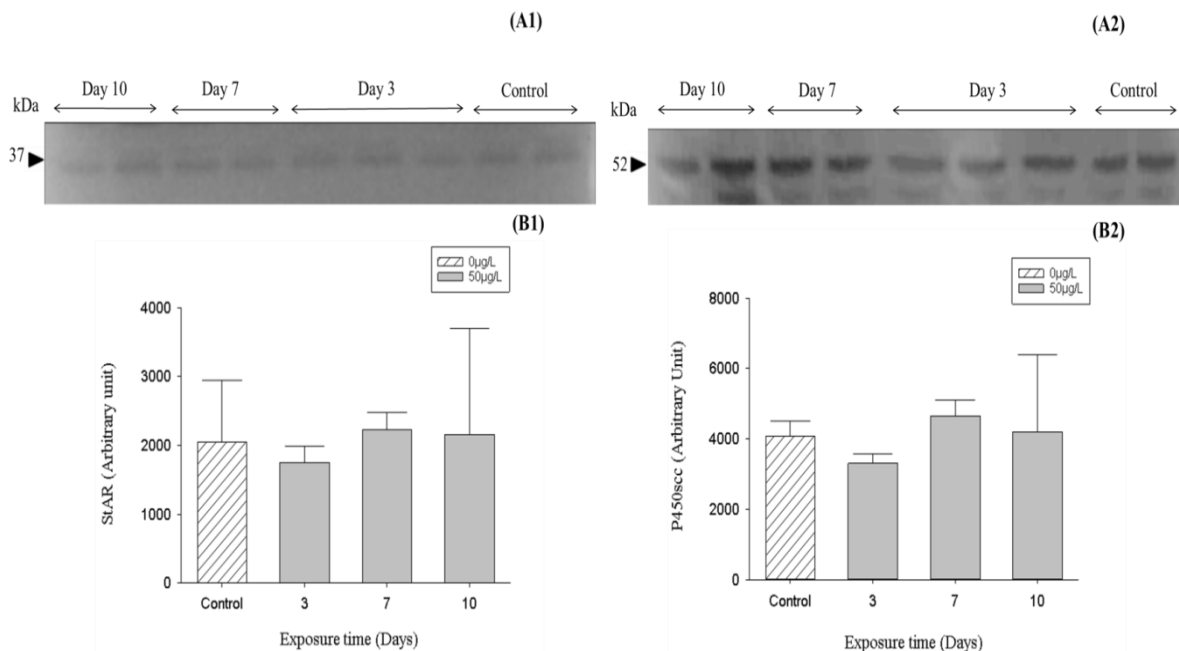 (A1)
Day 10 Day 7 Day 3 Control
kDa
37
(A2)
Day 10 Day 7 Day 3 Control
52
(B1)
0µg/L
50µg/L
4000
3000
2000
1000
0
StAR (Arbitrary unit)
Control 3 7 10
Exposure time (Days)
(B2)
0µg/L
50µg/L
8000
6000
4000
2000
0
P450scc (Arbitrary Unit)
Control 3 7 10
Exposure time (Days)